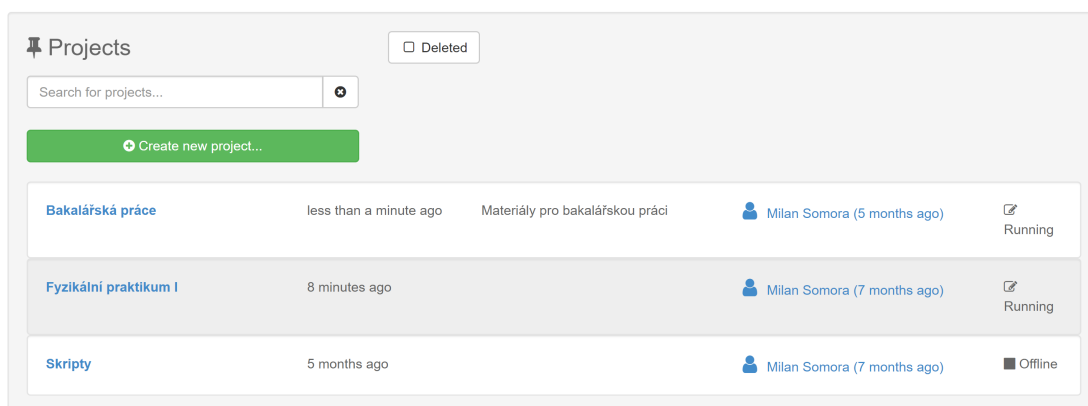 Projects
Deleted
Search for projects...
Create new project...
Bakalářská práce less than a minute ago Materiály pro bakalářskou práci Milan Somora (5 months ago) Running
Fyzikální praktikum I 8 minutes ago Milan Somora (7 months ago) Running
Skripty 5 months ago Milan Somora (7 months ago) Offline